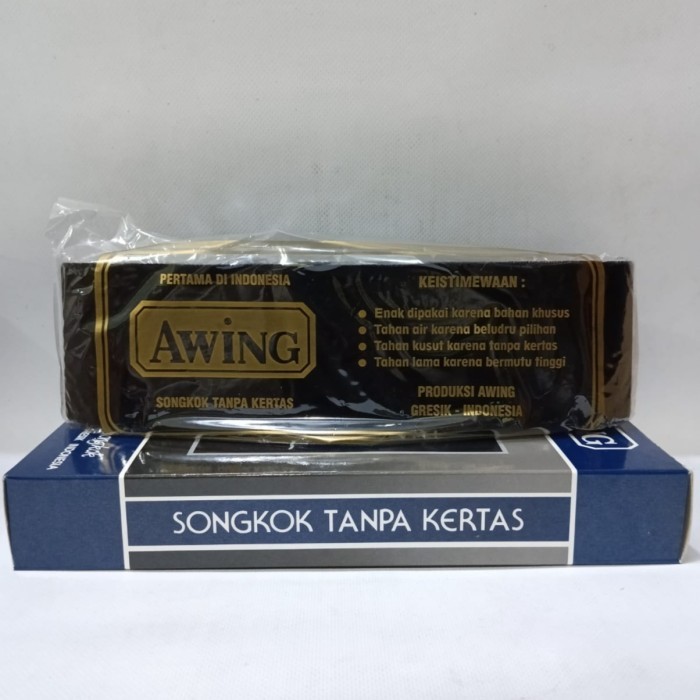 PERTAMA DI INDONESIA
AWiNG
SONGKOK TANPA KERTAS
KEISTIMEWAAN :
Enak dipakai karena bahan khusus
Tahan air karena beludru pilihan
Tahan kusut karena tanpa kertas
Tahan lama karena bermutu tinggi
PRODUKSI AWING
GRESIK - INDONESIA
INDONESIA
SONGKOK TANPA KERTAS